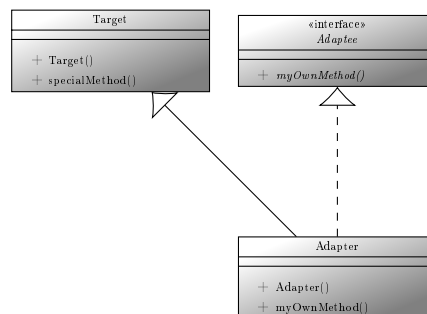 Target
+ Target()
+ specialMethod()
«interface»
Adaptee
+ myOwnMethod()
Adapter
+ Adapter()
+ myOwnMethod()